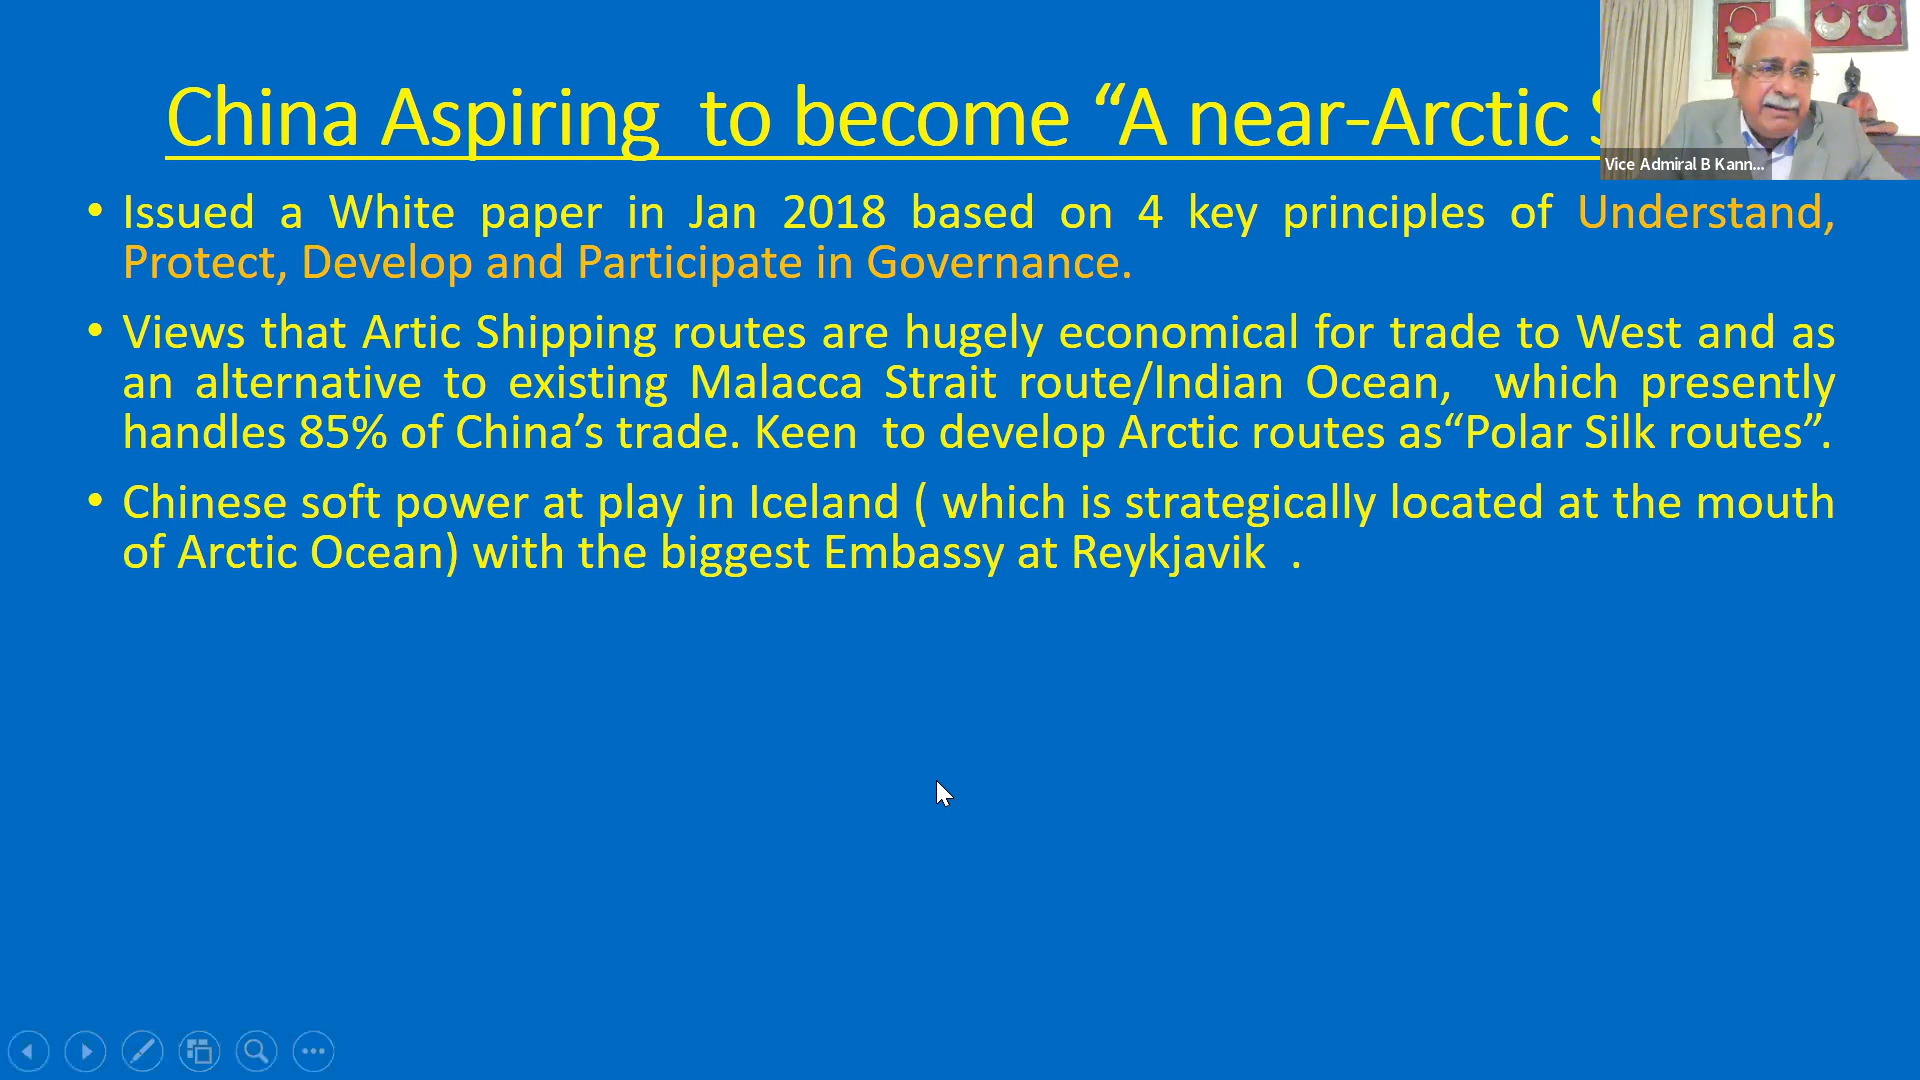 China Aspiring to become “A near-Arctic
Vice Admiral B Kann...
• Issued a White paper in Jan 2018 based on 4 key principles of Understand,
Protect, Develop and Participate in Governance.
• Views that Artic Shipping routes are hugely economical for trade to West and as
an alternative to existing Malacca Strait route/Indian Ocean, which presently
handles 85% of China’s trade. Keen to develop Arctic routes as“Polar Silk routes”.
• Chinese soft power at play in Iceland ( which is strategically located at the mouth
of Arctic Ocean) with the biggest Embassy at Reykjavik .